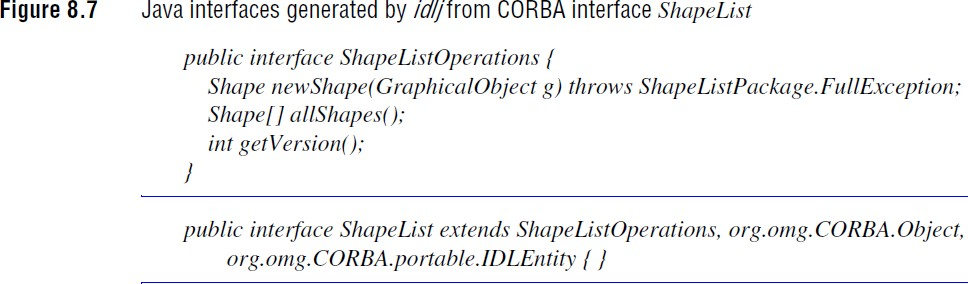 Figure 8.7 Java interfaces generated by idlj from CORBA interface ShapeList
public interface ShapeListOperations {
Shape newShape(GraphicalObject g) throws ShapeListPackage.FullException;
Shape[] allShapes();
int getVersion();
}
public interface ShapeList extends ShapeListOperations, org.omg.CORBA.Object,
org.omg.CORBA.portable.IDLEntity { }